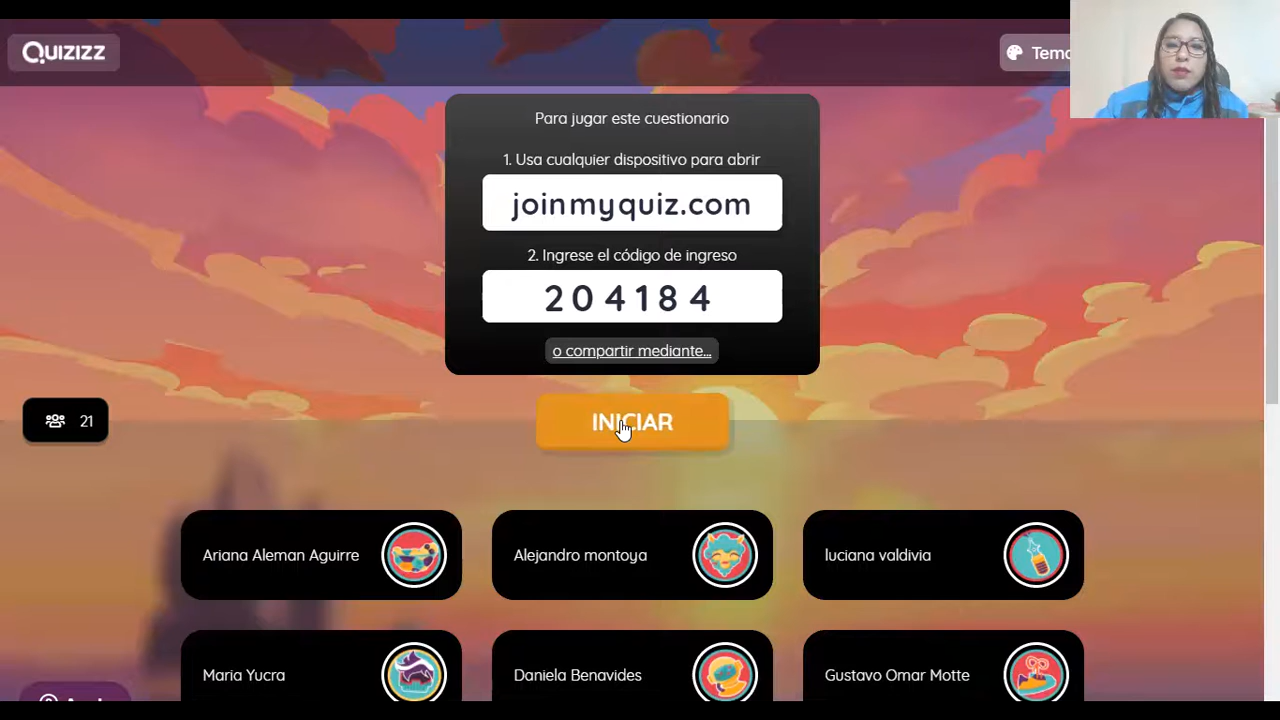 Quizizz
Tema
Para jugar este cuestionario
1. Usa cualquier dispositivo para abrir
joinmyquiz.com
2. Ingrese el código de ingreso
204184
o compartir mediante...
21
INICIAR
Ariana Aleman Aguirre
Alejandro montoya
luciana valdivia
Maria Yucra
Daniela Benavides
Gustavo Omar Motte